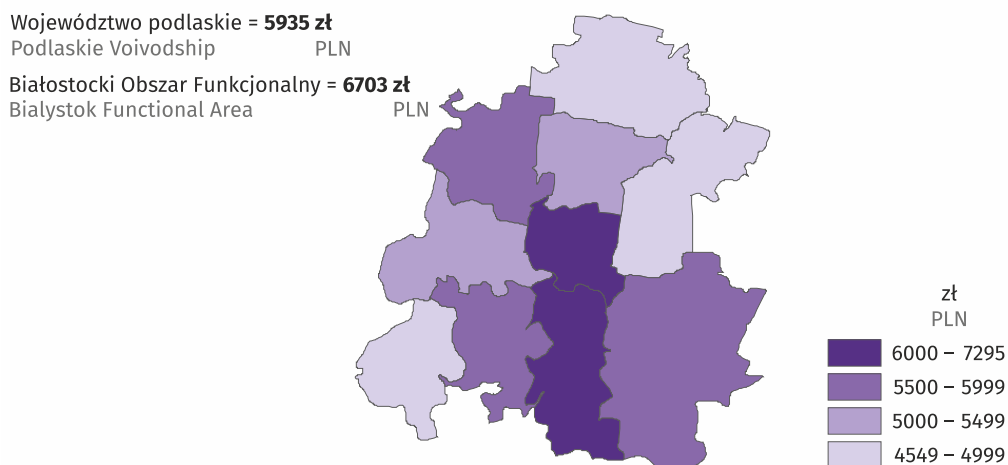 Województwo podlaskie = 5935 zł
Podlaskie Voivodship PLN
Białostocki Obszar Funkcjonalny = 6703 zł
Bialystok Functional Area PLN
zł
PLN
6000 – 7295
5500 – 5999
5000 – 5499
4549 – 4999